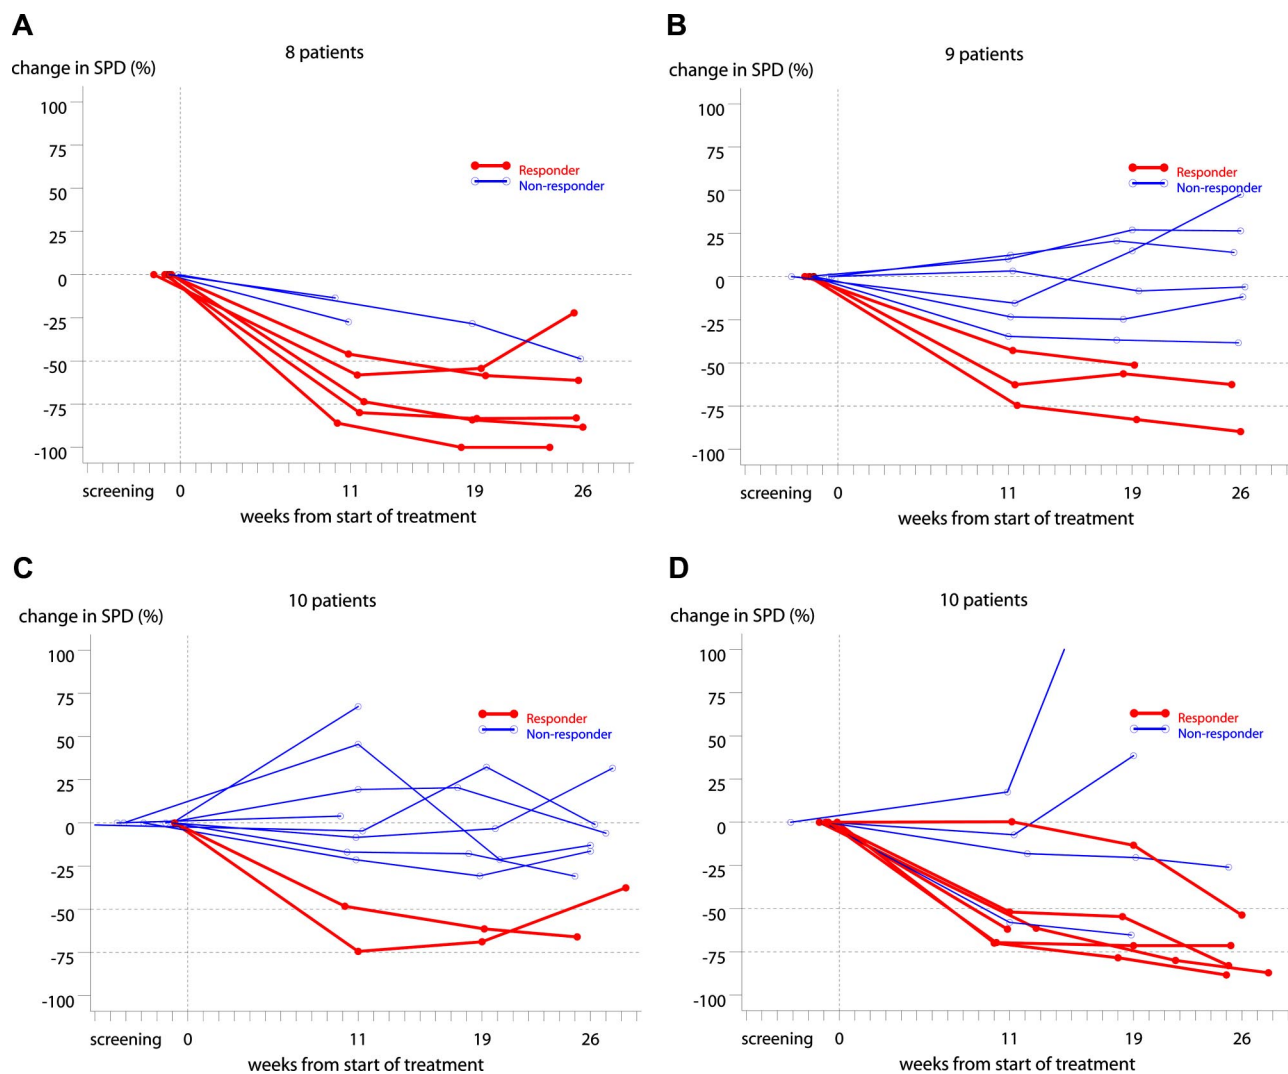 A
8 patients
change in SPD (%)
100
75
50
25
0
-25
-50
-75
-100
Responder
Non-responder
screening 0 11 19 26
weeks from start of treatment
B
9 patients
change in SPD (%)
100
75
50
25
0
-25
-50
-75
-100
Responder
Non-responder
screening 0 11 19 26
weeks from start of treatment
C
10 patients
change in SPD (%)
100
75
50
25
0
-25
-50
-75
-100
Responder
Non-responder
screening 0 11 19 26
weeks from start of treatment
D
10 patients
change in SPD (%)
100
75
50
25
0
-25
-50
-75
-100
Responder
Non-responder
screening 0 11 19 26
weeks from start of treatment